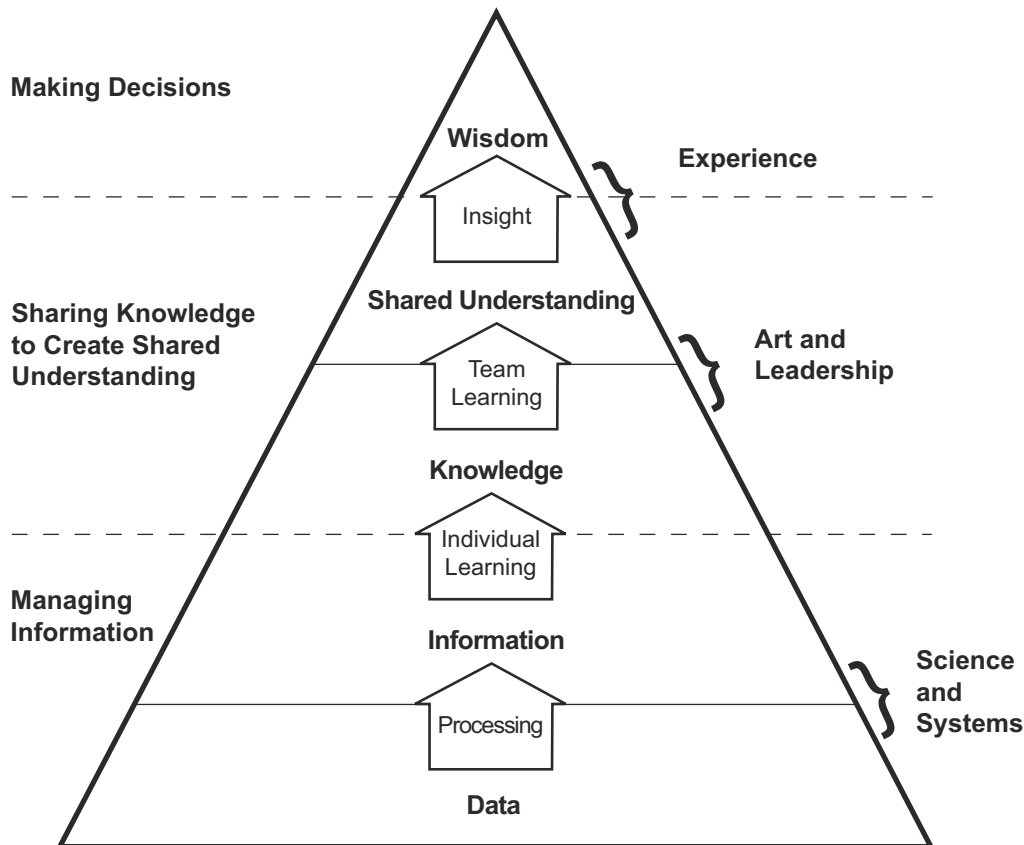 Making Decisions
Wisdom
Experience
Insight
Shared Understanding
Sharing Knowledge
to Create Shared
Understanding
Team
Learning
Art and
Leadership
Knowledge
Individual
Learning
Managing
Information
Information
Science
and
Systems
Processing
Data